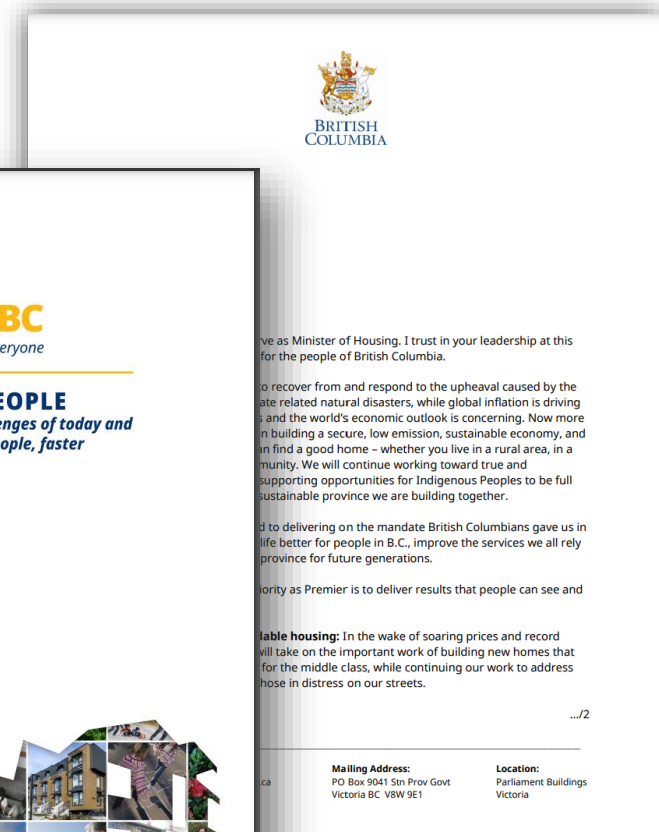 BRITISH
COLUMBIA
BC
eryone
EOPLE
enges of today and
ople, faster
ve as Minister of Housing. I trust in your leadership at this
for the people of British Columbia.
o recover from and respond to the upheaval caused by the
ate related natural disasters, while global inflation is driving
s and the world’s economic outlook is concerning. Now more
n building a secure, low emission, sustainable economy, and
n find a good home – whether you live in a rural area, in a
munity. We will continue working toward true and
supporting opportunities for Indigenous Peoples to be full
sustainable province we are building together.
d to delivering on the mandate British Columbians gave us in
life better for people in B.C., improve the services we all rely
province for future generations.
iority as Premier is to deliver results that people can see and
lable housing: In the wake of soaring prices and record
will take on the important work of building new homes that
for the middle class, while continuing our work to address
hose in distress on our streets.
.../2
.ca
Mailing Address:
PO Box 9041 Stn Prov Govt
Victoria BC V8W 9E1
Location:
Parliament Buildings
Victoria